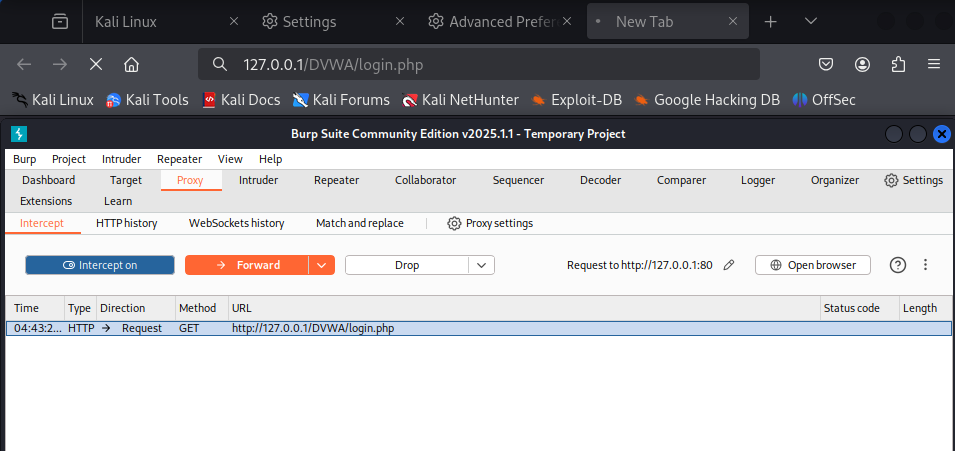 Kali Linux Settings Advanced Prefer New Tab
127.0.0.1/DVWA/login.php
Kali Linux Kali Tools Kali Docs Kali Forums Kali NetHunter Exploit-DB Google Hacking DB OffSec
Burp Suite Community Edition v2025.1.1 - Temporary Project
Burp Project Intruder Repeater View Help
Dashboard Target Proxy Intruder Repeater Collaborator Sequencer Decoder Comparer Logger Organizer Settings
Extensions Learn
Intercept HTTP history WebSockets history Match and replace Proxy settings
Intercept on Forward Drop Request to http://127.0.0.1:80 Open browser
Time Type Direction Method URL Status code Length
04:43:2... HTTP Request GET http://127.0.0.1/DVWA/login.php